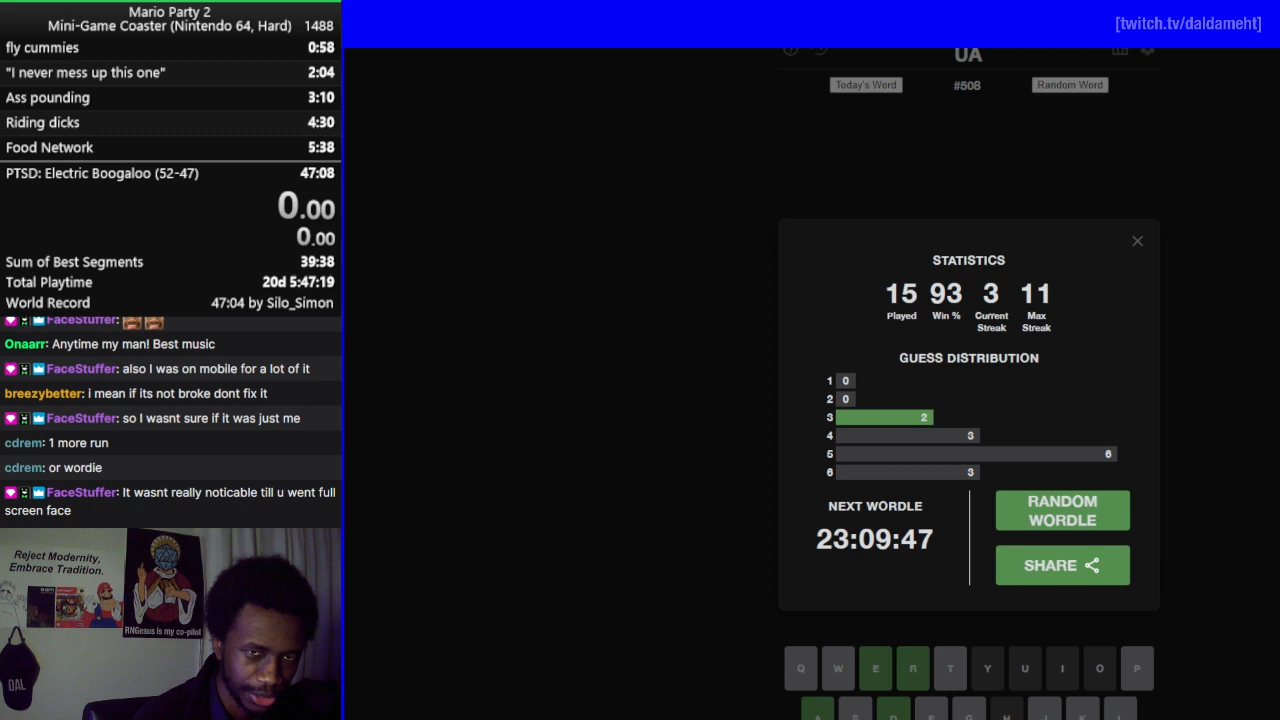 Mario Party 2
Mini-Game Coaster (Nintendo 64, Hard) 1488
fly cummies 0:58
"I never mess up this one" 2:04
Ass pounding 3:10
Riding dicks 4:30
Food Network 5:38
PTSD: Electric Boogaloo (52-47) 47:08
0.00
0.00
Sum of Best Segments 39:38
Total Playtime 20d 5:47:19
World Record 47:04 by Silo_Simon
FaceStuffer:
Onaarr: Anytime my man! Best music
FaceStuffer: also I was on mobile for a lot of it
breezybetter: i mean if its not broke dont fix it
FaceStuffer: so I wasnt sure if it was just me
cdrem: 1 more run
cdrem: or wordie
FaceStuffer: It wasnt really noticable till u went full
screen face
Reject Modernity,
Embrace Tradition.
RNGesus is my co-pilot
DAL
[twitch.tv/daldameht]
UA
Today's Word #508 Random Word
STATISTICS
15 93 3 11
Played Win % Current Streak Max Streak
GUESS DISTRIBUTION
1 0
2 0
3 2
4 3
5 6
6 3
NEXT WORDLE
23:09:47
RANDOM
WORDLE
SHARE
Q W E R T Y U I O P
A S D F G H J K L